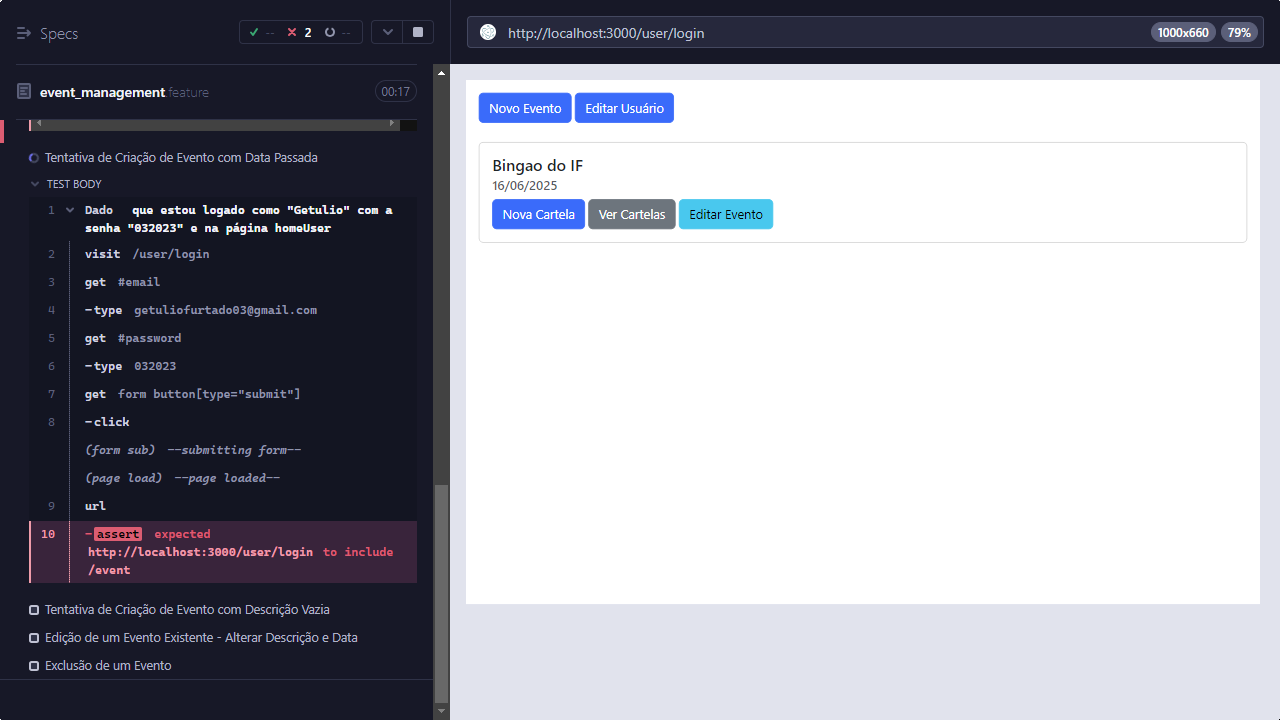 Specs
-- 2 --
http://localhost:3000/user/login
1000x660
79%
event_management feature
00:17
Tentativa de Criação de Evento com Data Passada
TEST BODY
1 Dado que estou logado como "Getulio" com a
senha "032023" e na página homeUser
2 visit /user/login
3 get #email
4 -type getuliofurtado03@gmail.com
5 get #password
6 -type 032023
7 get form button[type="submit"]
8 -click
(form sub) --submitting form--
(page load) --page loaded--
9 url
10 -assert expected
http://localhost:3000/user/login to include
/event
Tentativa de Criação de Evento com Descrição Vazia
Edição de um Evento Existente - Alterar Descrição e Data
Exclusão de um Evento
Novo Evento
Editar Usuário
Bingao do IF
16/06/2025
Nova Cartela
Ver Cartelas
Editar Evento